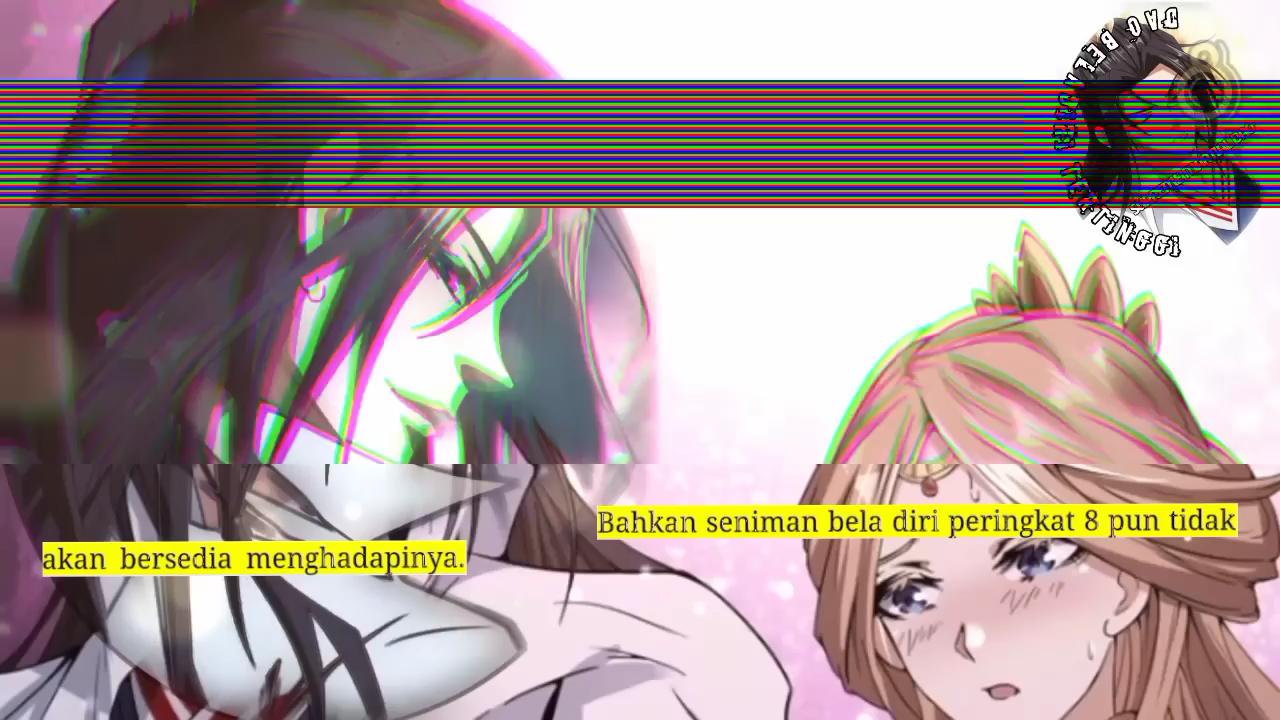 Bahkan seniman bela diri peringkat 8 pun tidak
akan bersedia menghadapinya.